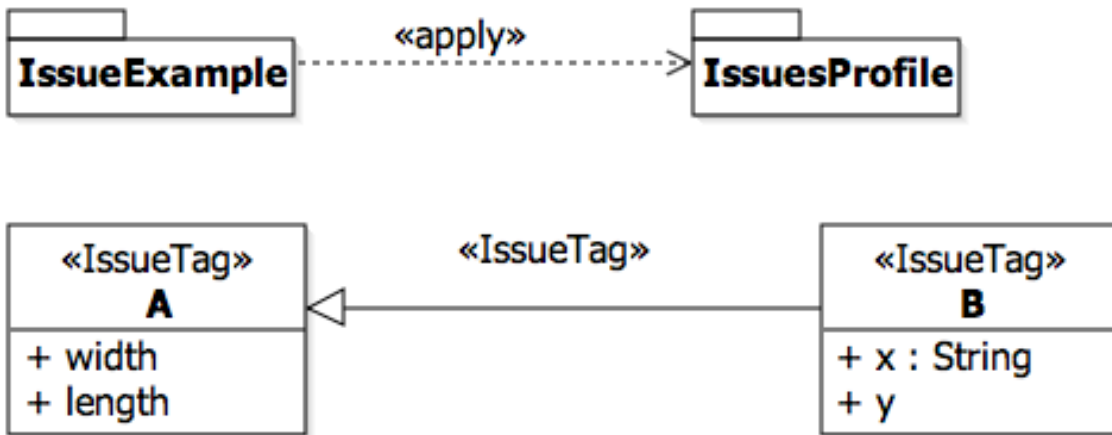 «apply»
IssueExample
IssuesProfile
«IssueTag»
A
+ width
+ length
«IssueTag»
«IssueTag»
B
+ x : String
+ y